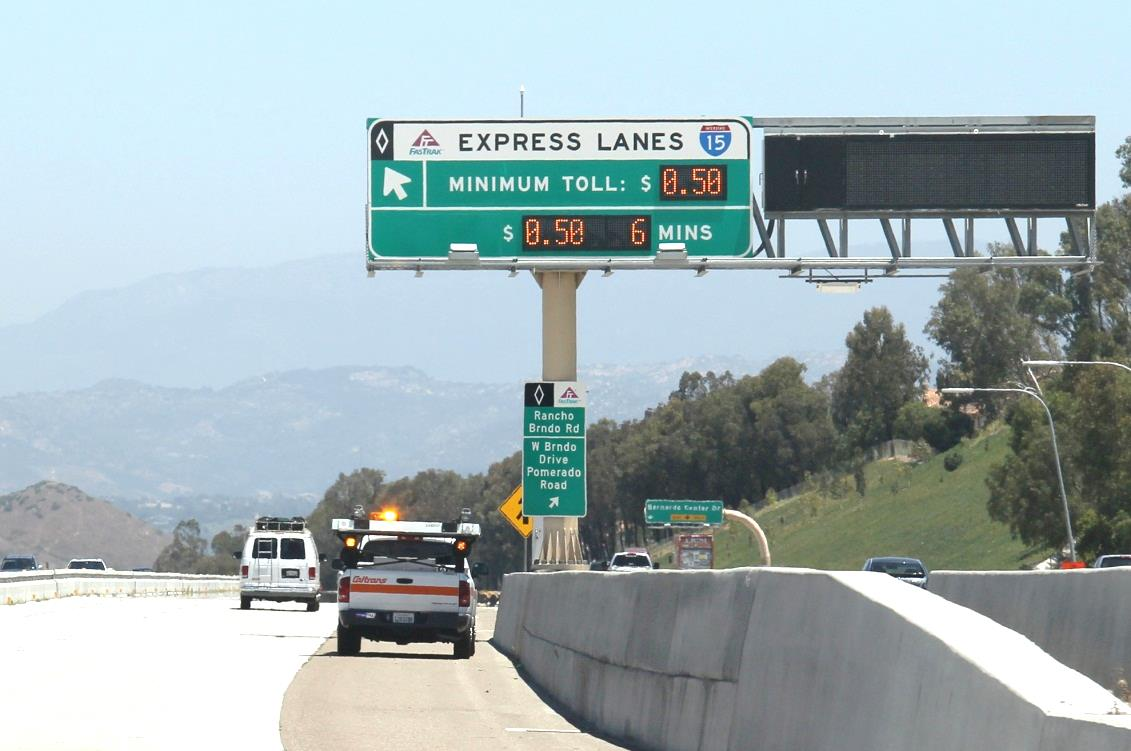 FASTRAK
EXPRESS LANES
INTERSTATE
15
MINIMUM TOLL: $ 0.50
$ 0.50 6 MINS
FASTRAK
Rancho
Brndo Rd
W Brndo
Drive
Pomerado
Road
Bernardo Center Dr
Caltrans